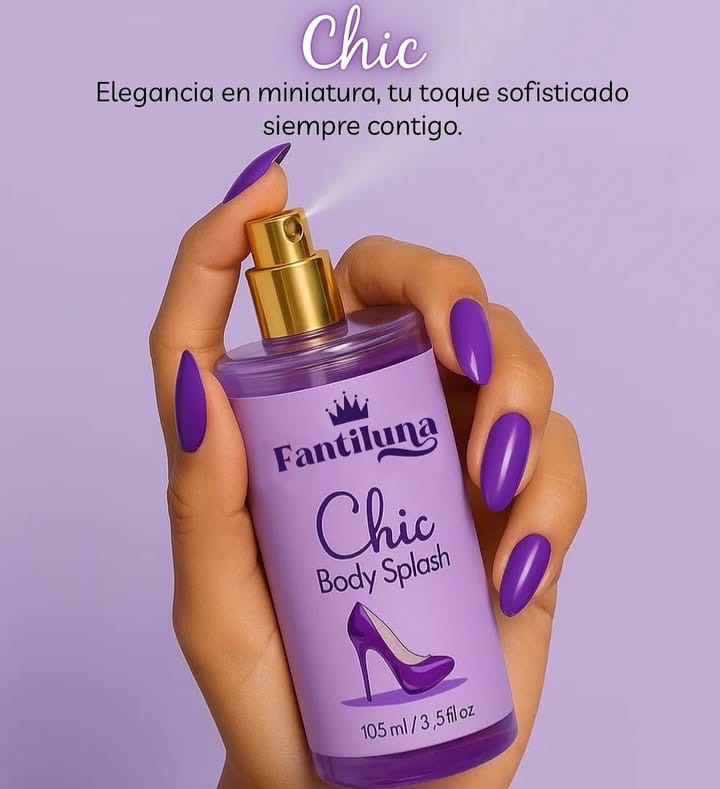 Chic
Elegancia en miniatura, tu toque sofisticado
siempre contigo.
Fantiluna
Chic
Body Splash
105 ml / 3,5 fl oz